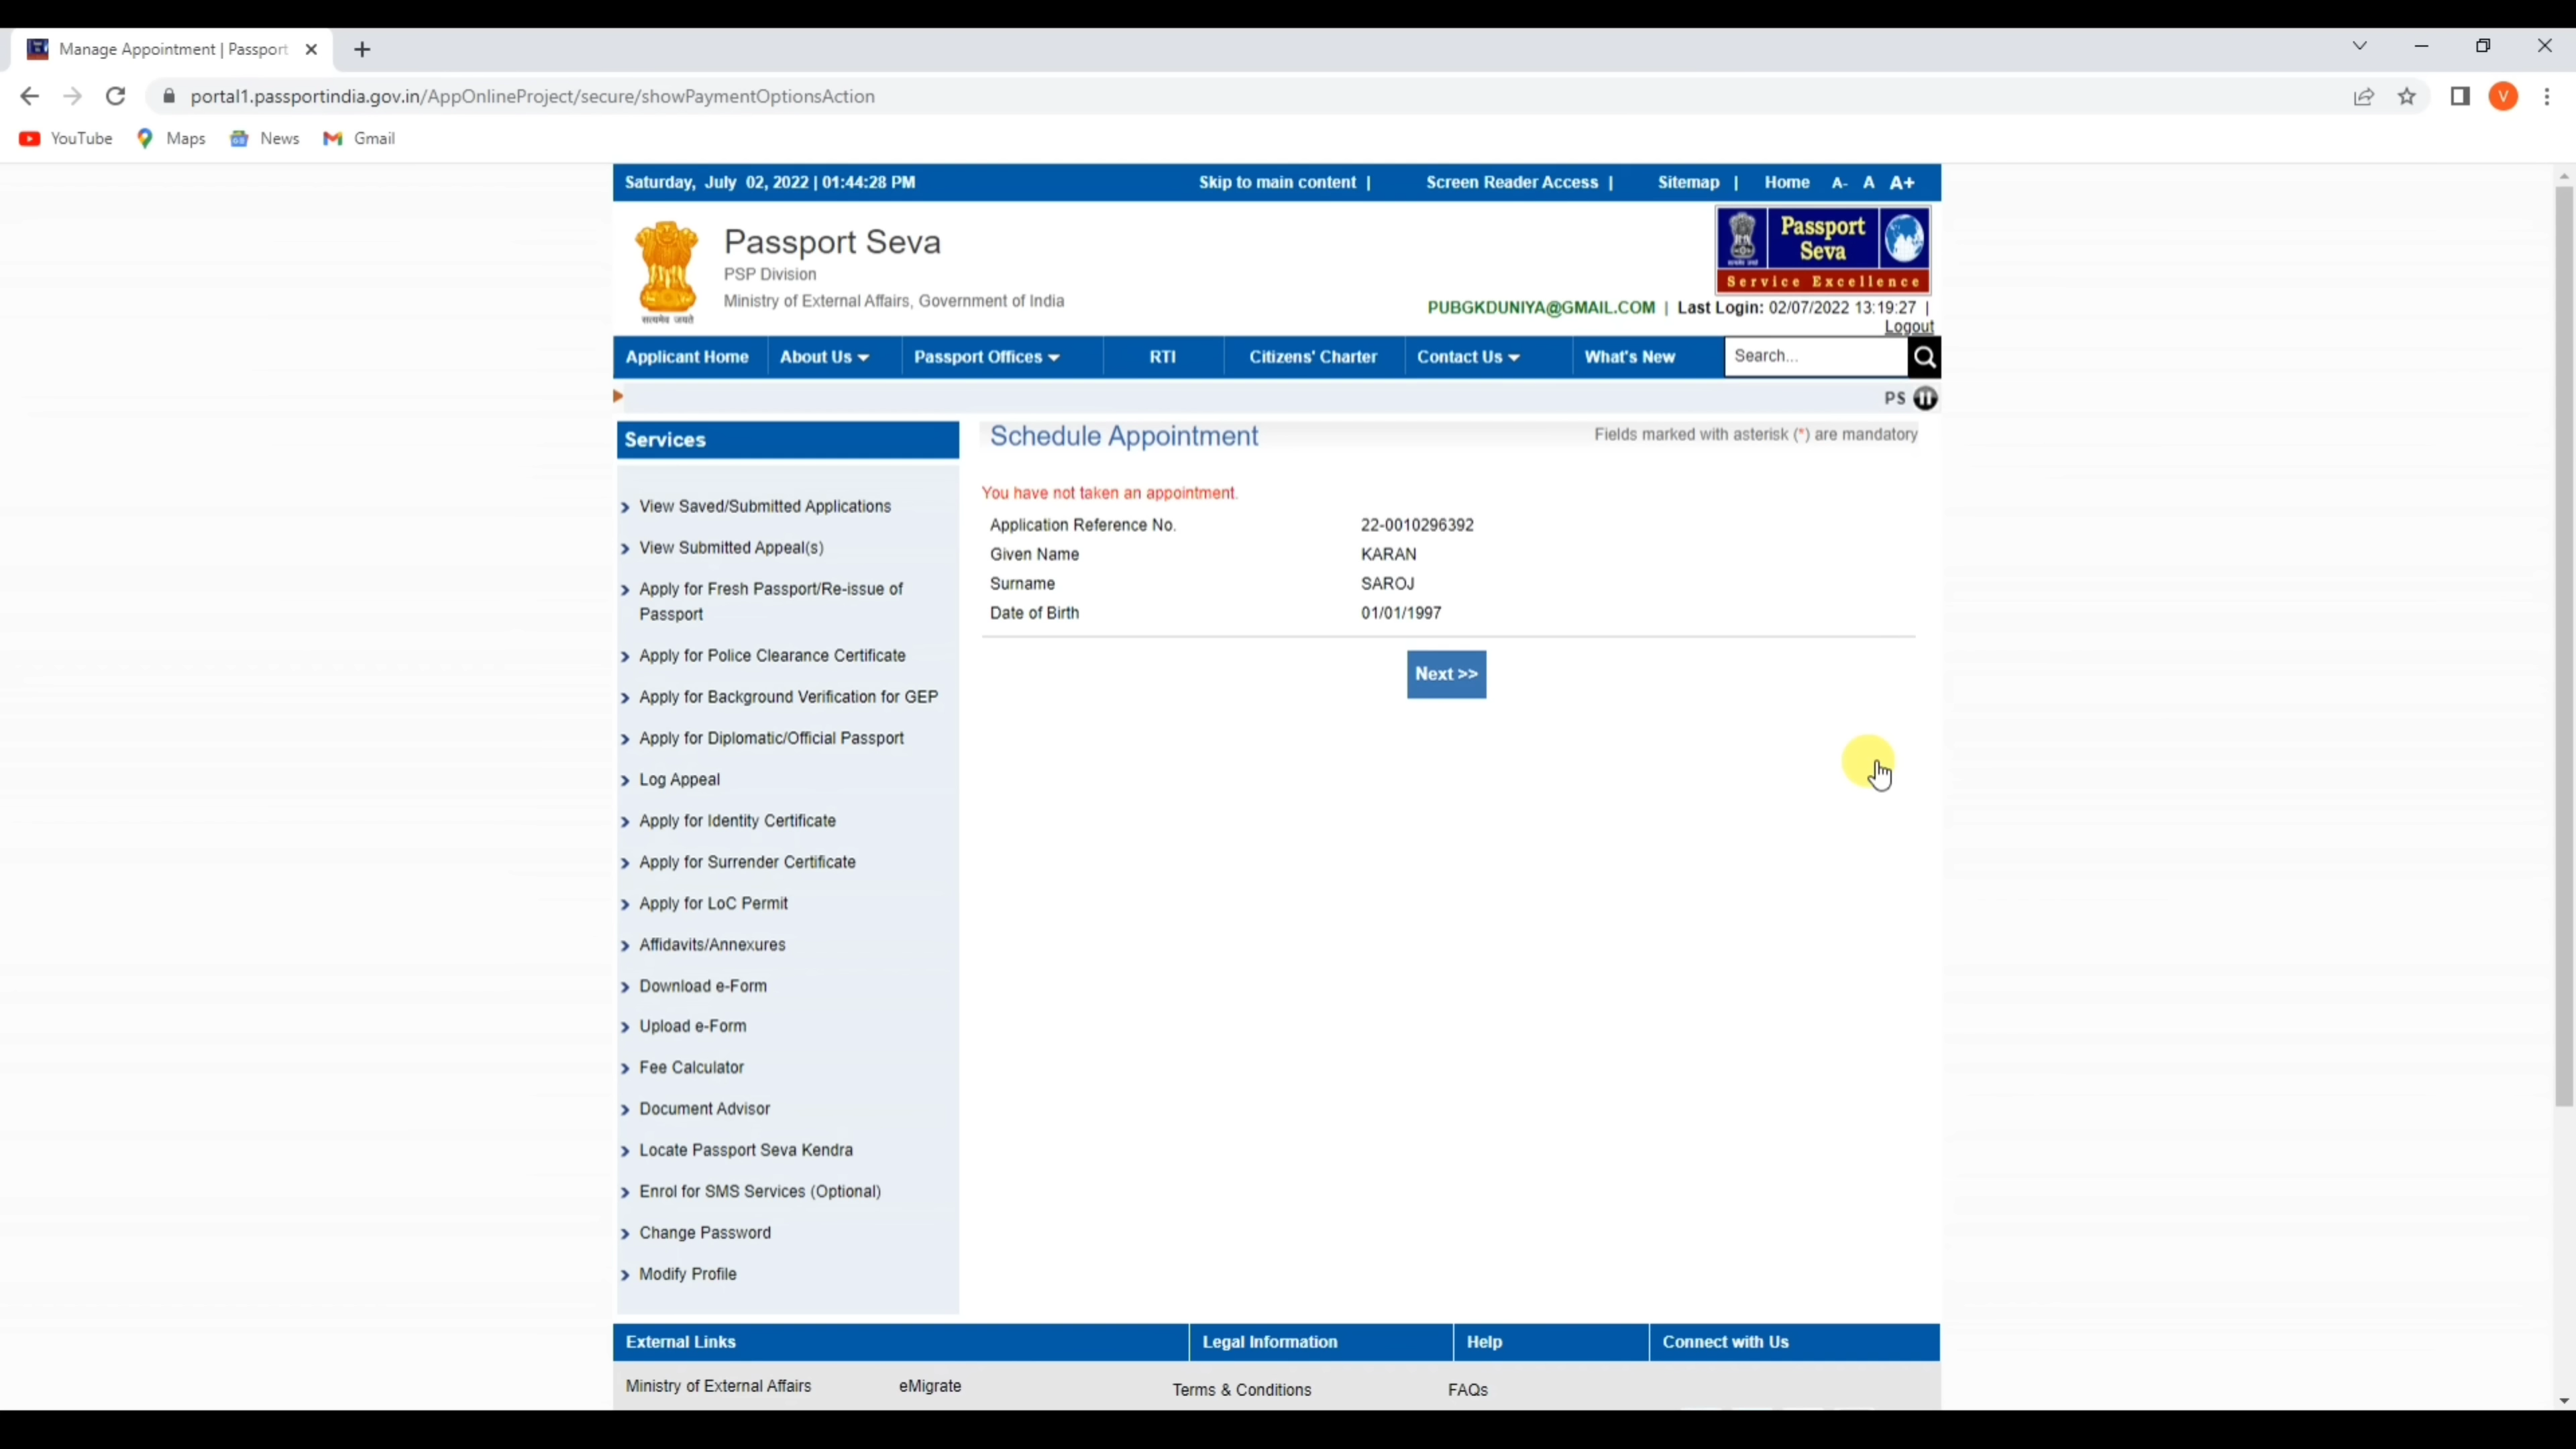 Manage Appointment | Passport
portal1.passportindia.gov.in/AppOnlineProject/secure/showPaymentOptionsAction
V
YouTube Maps News Gmail
Saturday, July 02, 2022 | 01:44:28 PM Skip to main content | Screen Reader Access | Sitemap | Home A- A A+
Passport Seva
PSP Division
Ministry of External Affairs, Government of India
सत्यमेव जयते
Passport
Seva
Service Excellence
PUBGKDUNIYA@GMAIL.COM | Last Login: 02/07/2022 13:19:27 |
Logout
Applicant Home About Us Passport Offices RTI Citizens' Charter Contact Us What's New Search...
PS
Services
View Saved/Submitted Applications
View Submitted Appeal(s)
Apply for Fresh Passport/Re-issue of
Passport
Apply for Police Clearance Certificate
Apply for Background Verification for GEP
Apply for Diplomatic/Official Passport
Log Appeal
Apply for Identity Certificate
Apply for Surrender Certificate
Apply for LoC Permit
Affidavits/Annexures
Download e-Form
Upload e-Form
Fee Calculator
Document Advisor
Locate Passport Seva Kendra
Enrol for SMS Services (Optional)
Change Password
Modify Profile
Schedule Appointment Fields marked with asterisk (*) are mandatory
You have not taken an appointment.
Application Reference No. 22-0010296392
Given Name KARAN
Surname SAROJ
Date of Birth 01/01/1997
Next >>
External Links Legal Information Help Connect with Us
Ministry of External Affairs eMigrate Terms & Conditions FAQs